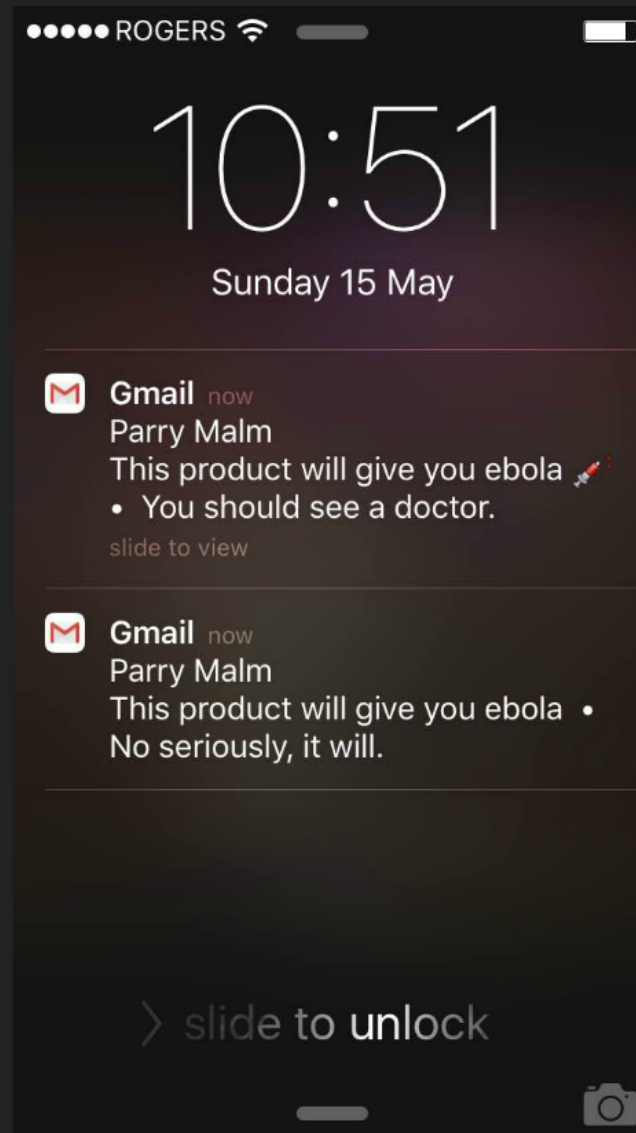 ROGERS
10:51
Sunday 15 May
Gmail now
Parry Malm
This product will give you ebola 💉
• You should see a doctor.
slide to view
Gmail now
Parry Malm
This product will give you ebola •
No seriously, it will.
> slide to unlock